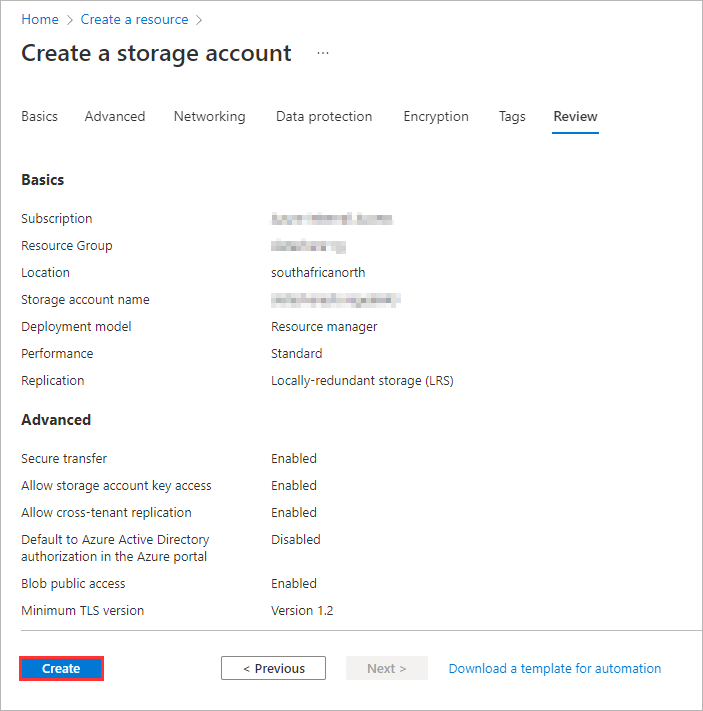 Home > Create a resource >
Create a storage account ...
Basics Advanced Networking Data protection Encryption Tags Review
Basics
Subscription
Resource Group
Location southafricanorth
Storage account name
Deployment model Resource manager
Performance Standard
Replication Locally-redundant storage (LRS)
Advanced
Secure transfer Enabled
Allow storage account key access Enabled
Allow cross-tenant replication Enabled
Default to Azure Active Directory Disabled
authorization in the Azure portal
Blob public access Enabled
Minimum TLS version Version 1.2
Create < Previous Next > Download a template for automation